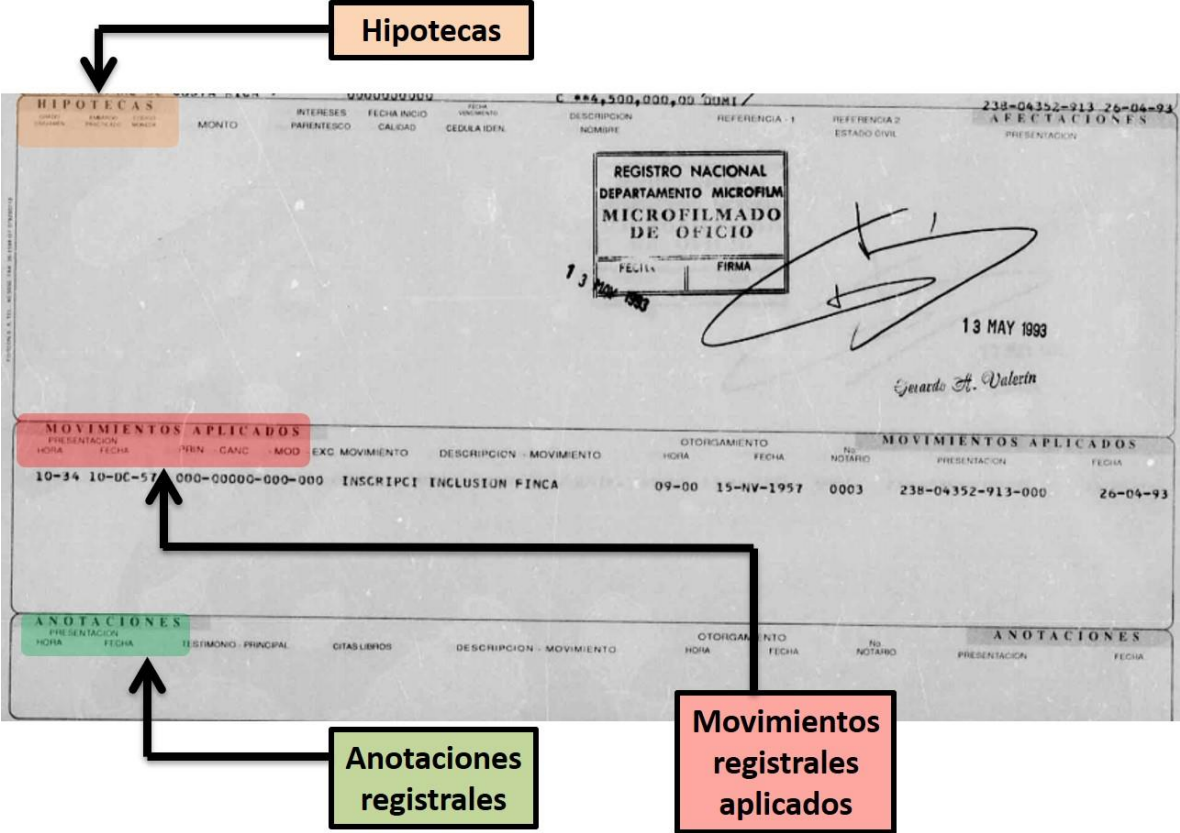 Hipotecas
0000000000 C **4,500,000,00 238-04352-913 26-04-93
HIPOTECAS AFECTACIONES
MONTO INTERESES FECHA INICIO FECHA VENCIMIENTO DESCRIPCION REFERENCIA - 1 REFERENCIA 2 PRESENTACION
PARENTESCO CALIDAD CEDULA IDEN. NOMBRE ESTADO CIVIL
REGISTRO NACIONAL
DEPARTAMENTO MICROFILM
MICROFILMADO
DE OFICIO
FECHA FIRMA
13 MAY 1993
13 MAY 1993
Gerardo A. Valerín
MOVIMIENTOS APLICADOS MOVIMIENTOS APLICADOS
PRESENTACION OTORGAMIENTO
HORA FECHA PRIN - CANC - MOD EXC MOVIMIENTO DESCRIPCION - MOVIMIENTO HORA FECHA No. NOTARIO PRESENTACION FECHA
10-34 10-DC-57 000-00000-000-000 INSCRIPCI INCLUSION FINCA 09-00 15-NV-1957 0003 238-04352-913-000 26-04-93
ANOTACIONES ANOTACIONES
PRESENTACION OTORGAMIENTO
HORA FECHA TESTIMONIO - PRINCIPAL CITAS LIBROS DESCRIPCION - MOVIMIENTO HORA FECHA No. NOTARIO PRESENTACION FECHA
Anotaciones
registrales
Movimientos
registrales
aplicados